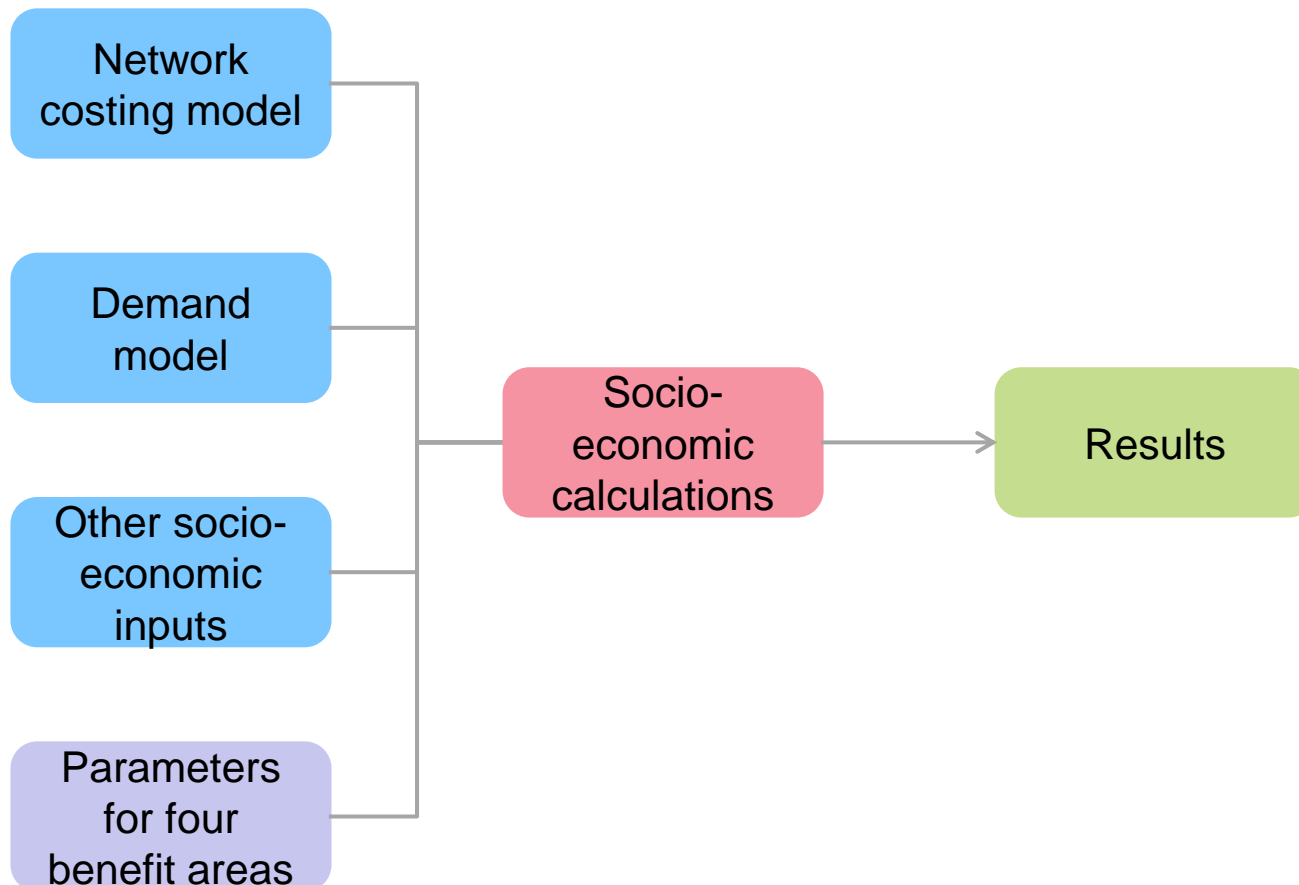 Network
costing model
Demand
model
Other socio-
economic
inputs
Parameters
for four
benefit areas
Socio-
economic
calculations
Results